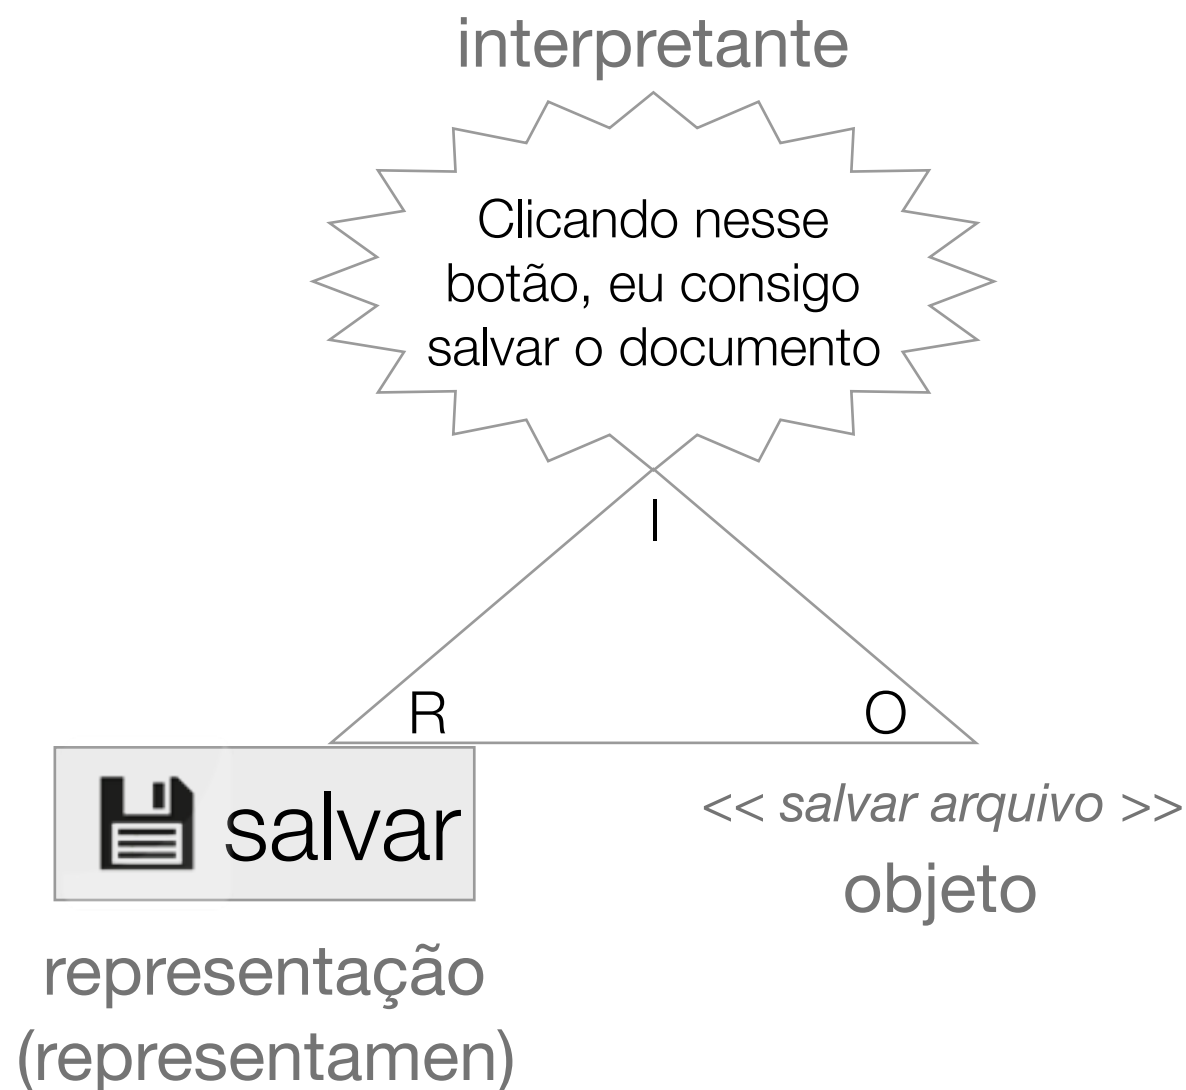 interpretante
Clicando nesse
botão, eu consigo
salvar o documento
I
R
O
salvar
<< salvar arquivo >>
objeto
representação
(representamen)